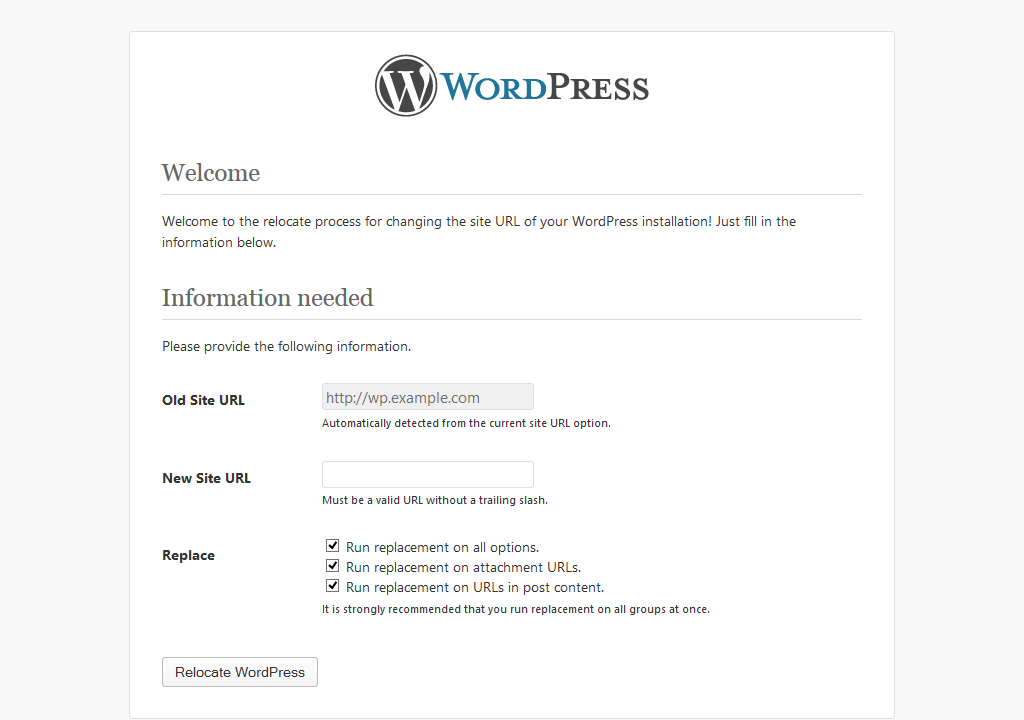 WORDPRESS
Welcome
Welcome to the relocate process for changing the site URL of your WordPress installation! Just fill in the
information below.
Information needed
Please provide the following information.
Old Site URL
http://wp.example.com
Automatically detected from the current site URL option.
New Site URL
Must be a valid URL without a trailing slash.
Replace
Run replacement on all options.
Run replacement on attachment URLs.
Run replacement on URLs in post content.
It is strongly recommended that you run replacement on all groups at once.
Relocate WordPress